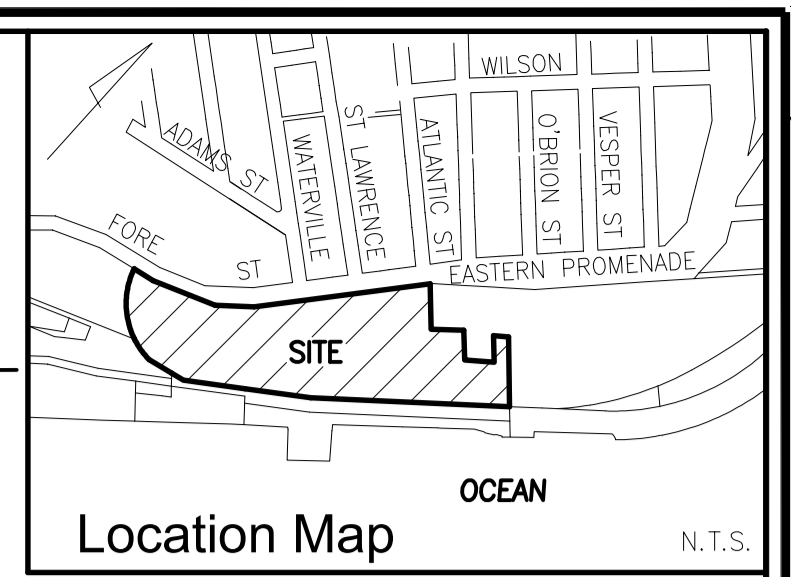 WILSON
ADAMS ST
WATERVILLE
ST LAWRENCE
ATLANTIC ST
O'BRION ST
VESPER ST
FORE ST
EASTERN PROMENADE
SITE
OCEAN
Location Map
N.T.S.